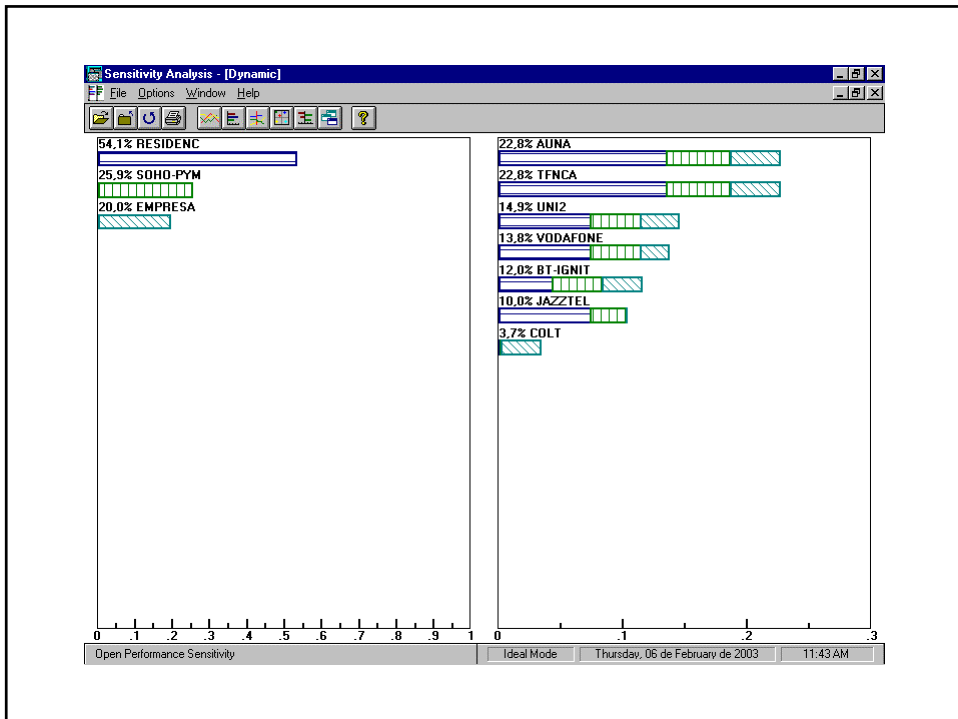 Sensitivity Analysis - [Dynamic]
File Options Window Help
54,1% RESIDENC
25,9% SOHO-PYM
20,0% EMPRESA
0 .1 .2 .3 .4 .5 .6 .7 .8 .9 1
22,8% AUNA
22,8% TFNCA
14,9% UNI2
13,8% VODAFONE
12,0% BT-IGNIT
10,0% JAZZTEL
3,7% COLT
0 .1 .2 .3
Open Performance Sensitivity
Ideal Mode
Thursday, 06 de February de 2003
11:43 AM